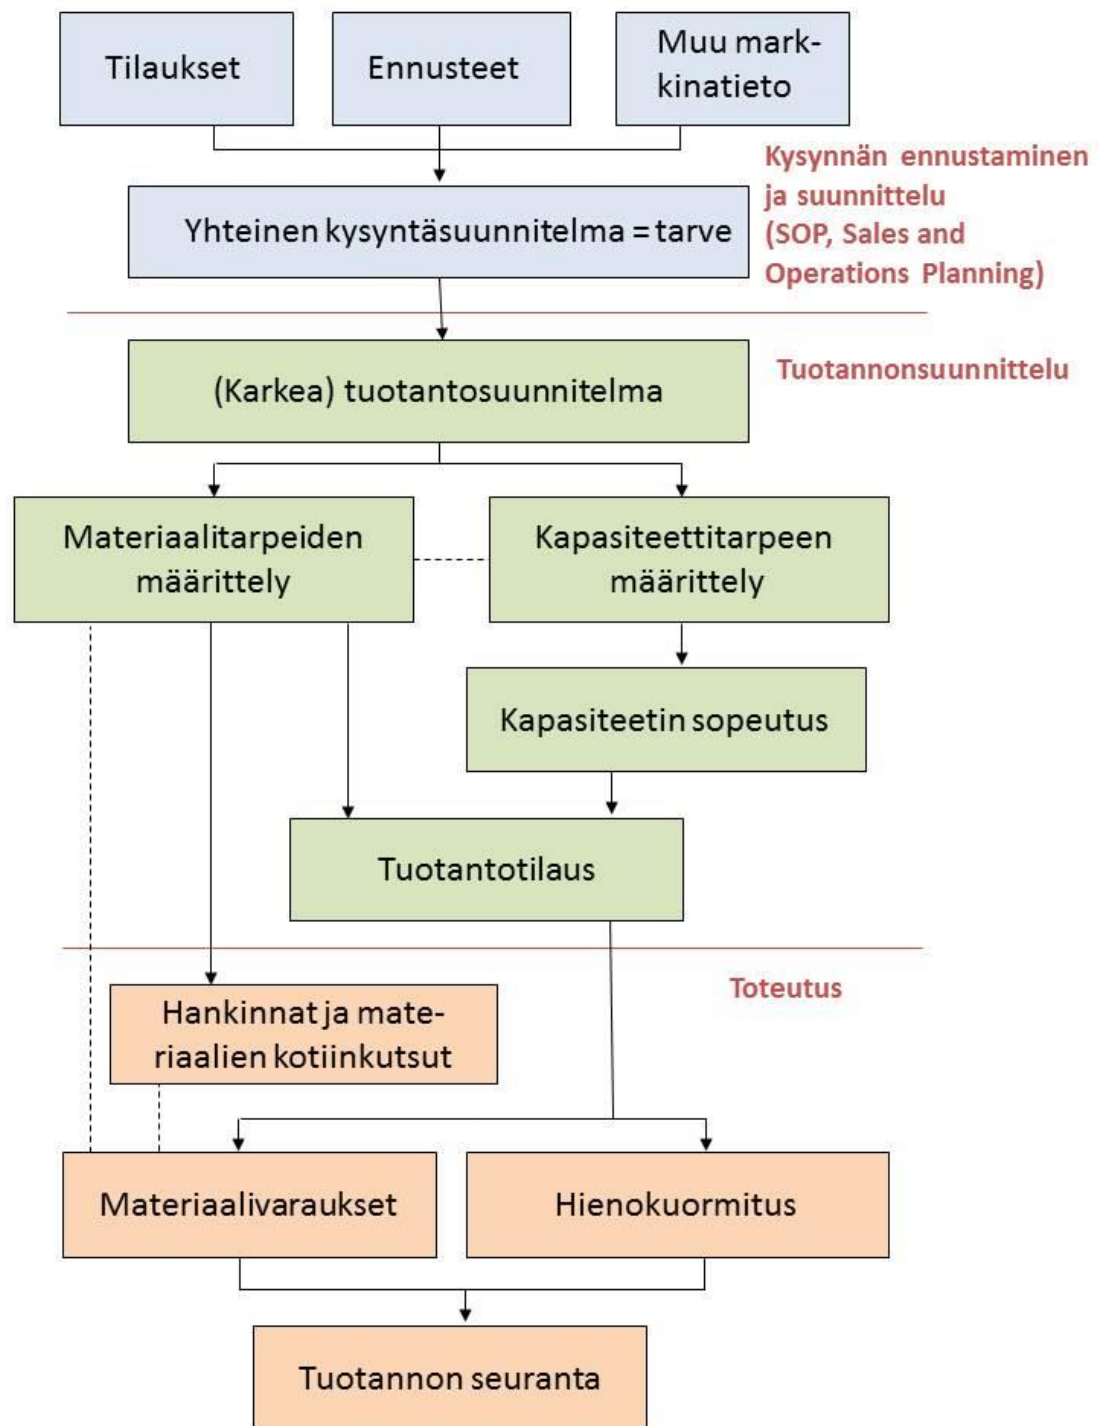 Tilaukset
Ennusteet
Muu mark-
kinatieto
Kysynnän ennustaminen
ja suunnittelu
(SOP, Sales and
Operations Planning)
Yhteinen kysyntäsuunnitelma = tarve
Tuotannonsuunnittelu
(Karkea) tuotantosuunnitelma
Materiaalitarpeiden
määrittely
Kapasiteettitarpeen
määrittely
Kapasiteetin sopeutus
Tuotantotilaus
Toteutus
Hankinnat ja mate-
riaalien kotiinkutsut
Materiaalivaraukset
Hienokuormitus
Tuotannon seuranta